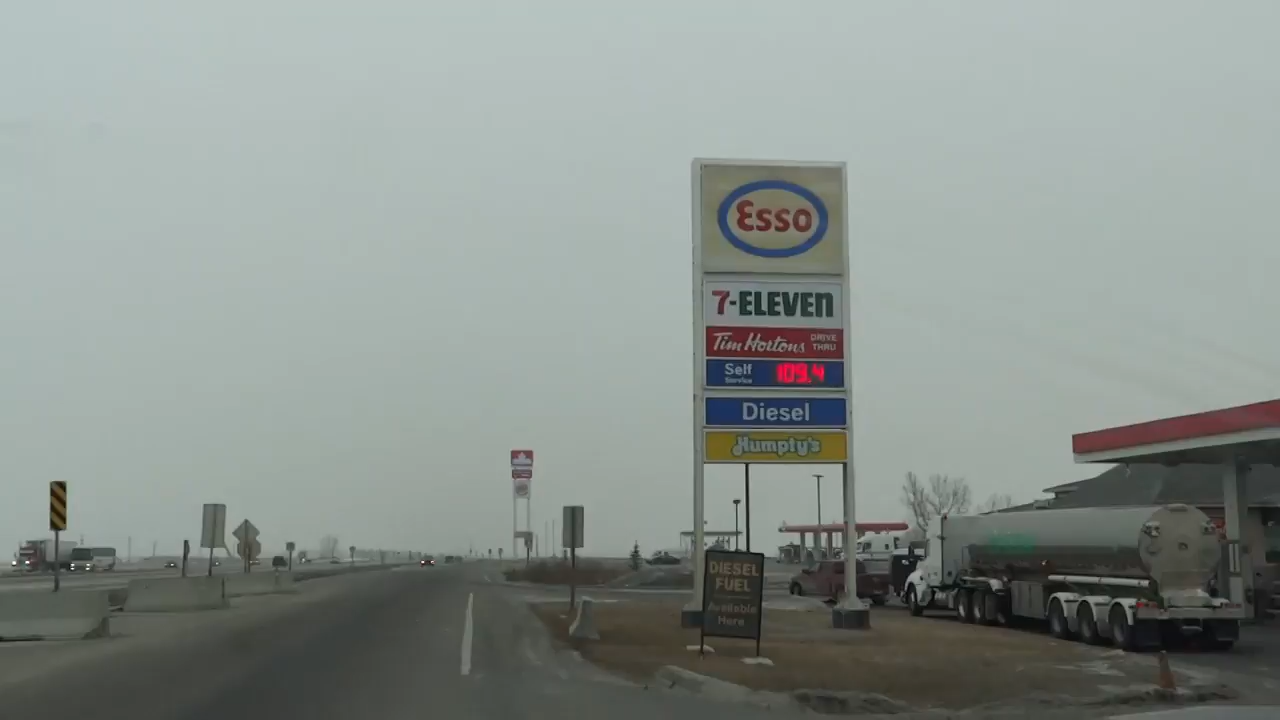 Esso
7-ELEVEN
Tim Hortons DRIVE THRU
Self Service 109.4
Diesel
Humpty's
DIESEL
FUEL
Available
Here